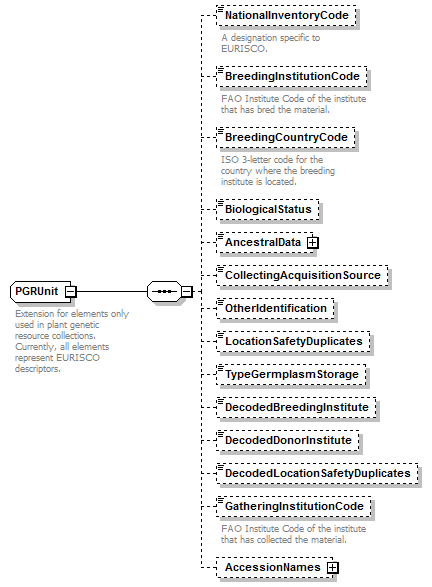 NationalInventoryCode
A designation specific to
EURISCO.
BreedingInstitutionCode
FAO Institute Code of the institute
that has bred the material.
BreedingCountryCode
ISO 3-letter code for the
country where the breeding
institute is located.
BiologicalStatus
AncestralData
CollectingAcquisitionSource
PGRUnit
Extension for elements only
used in plant genetic
resource collections.
Currently, all elements
represent EURISCO
descriptors.
OtherIdentification
LocationSafetyDuplicates
TypeGermplasmStorage
DecodedBreedingInstitute
DecodedDonorInstitute
DecodedLocationSafetyDuplicates
GatheringInstitutionCode
FAO Institute Code of the institute
that has collected the material.
AccessionNames